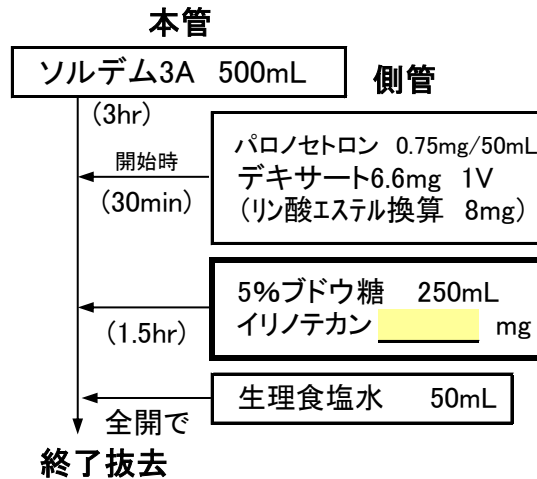 本管
ソルデム3A 500mL
側管
(3hr)
パロノセトロン 0.75mg/50mL
デキサート6.6mg 1V
(リン酸エステル換算 8mg)
開始時
(30min)
5%ブドウ糖 250mL
イリノテカン mg
(1.5hr)
生理食塩水 50mL
全開で
終了抜去